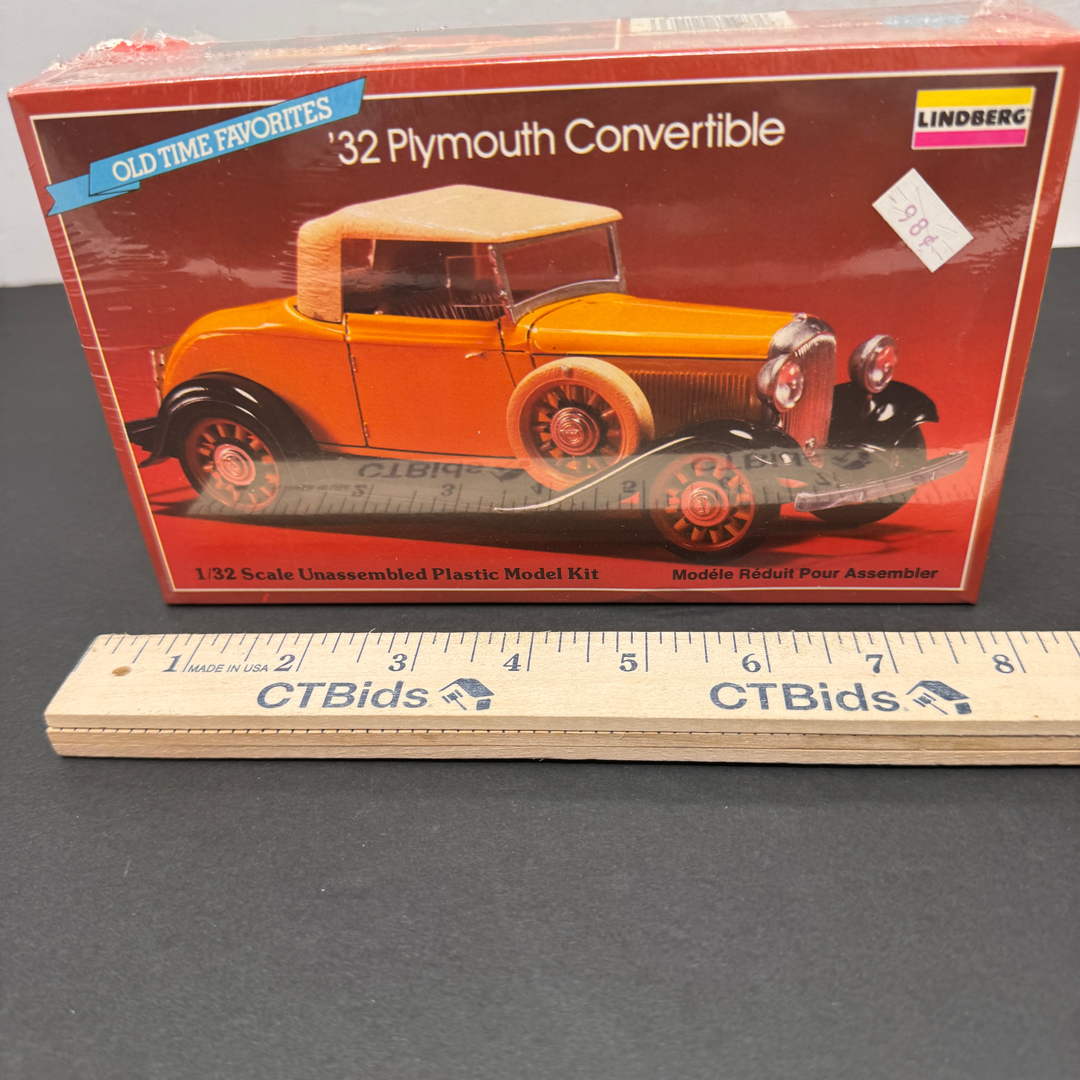 OLD TIME FAVORITES
'32 Plymouth Convertible
LINDBERG
98¢
CTBids
1/32 Scale Unassembled Plastic Model Kit
Modéle Réduit Pour Assembler
1 MADE IN USA 2 3 4 5 6 7 8
CTBids CTBids